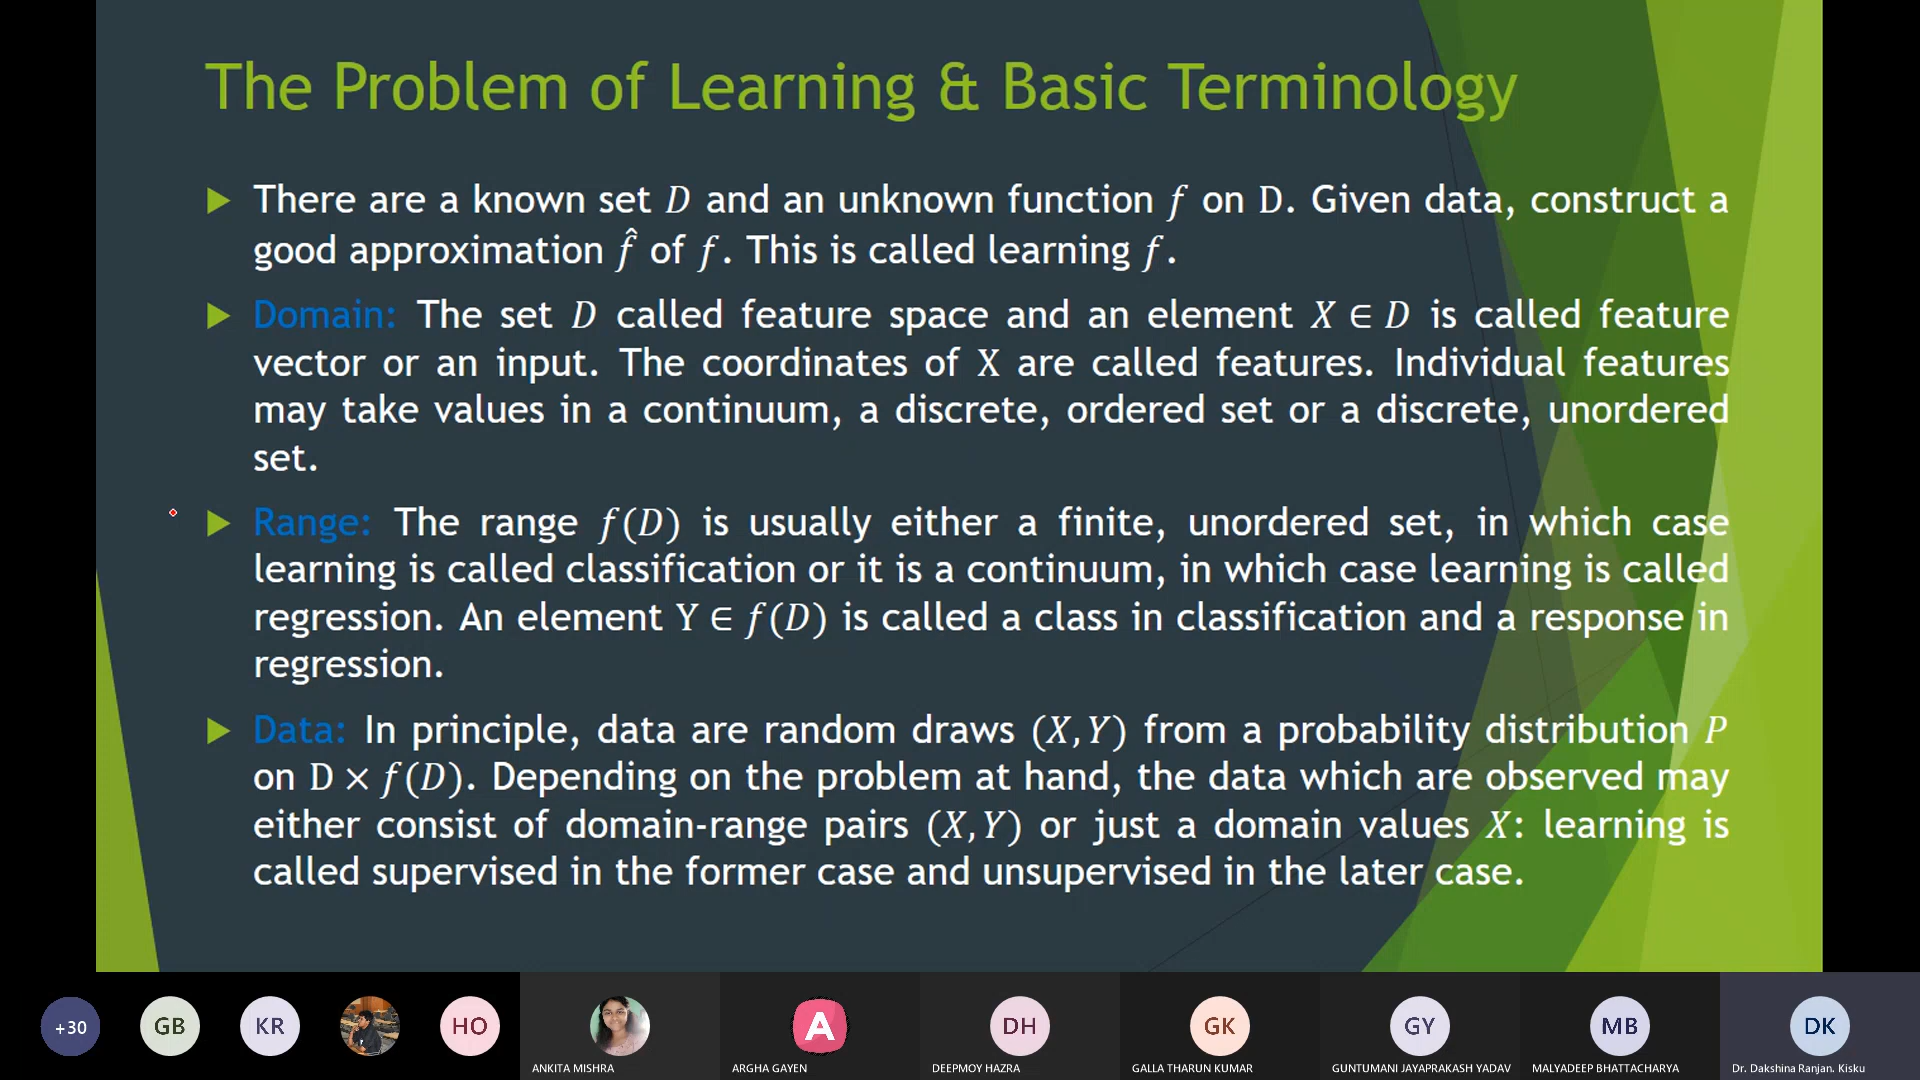 The Problem of Learning & Basic Terminology
There are a known set D and an unknown function f on D. Given data, construct a
good approximation f̂ of f. This is called learning f.
Domain: The set D called feature space and an element X ∈ D is called feature
vector or an input. The coordinates of X are called features. Individual features
may take values in a continuum, a discrete, ordered set or a discrete, unordered
set.
Range: The range f(D) is usually either a finite, unordered set, in which case
learning is called classification or it is a continuum, in which case learning is called
regression. An element Y ∈ f(D) is called a class in classification and a response in
regression.
Data: In principle, data are random draws (X,Y) from a probability distribution P
on D × f(D). Depending on the problem at hand, the data which are observed may
either consist of domain-range pairs (X,Y) or just a domain values X: learning is
called supervised in the former case and unsupervised in the later case.
+30 GB KR HO A DH GK GY MB DK
ANKITA MISHRA ARGHA GAYEN DEEPMOY HAZRA GALLA THARUN KUMAR GUNTUMANI JAYAPRAKASH YADAV MALYADEEP BHATTACHARYA Dr. Dakshina Ranjan. Kisku